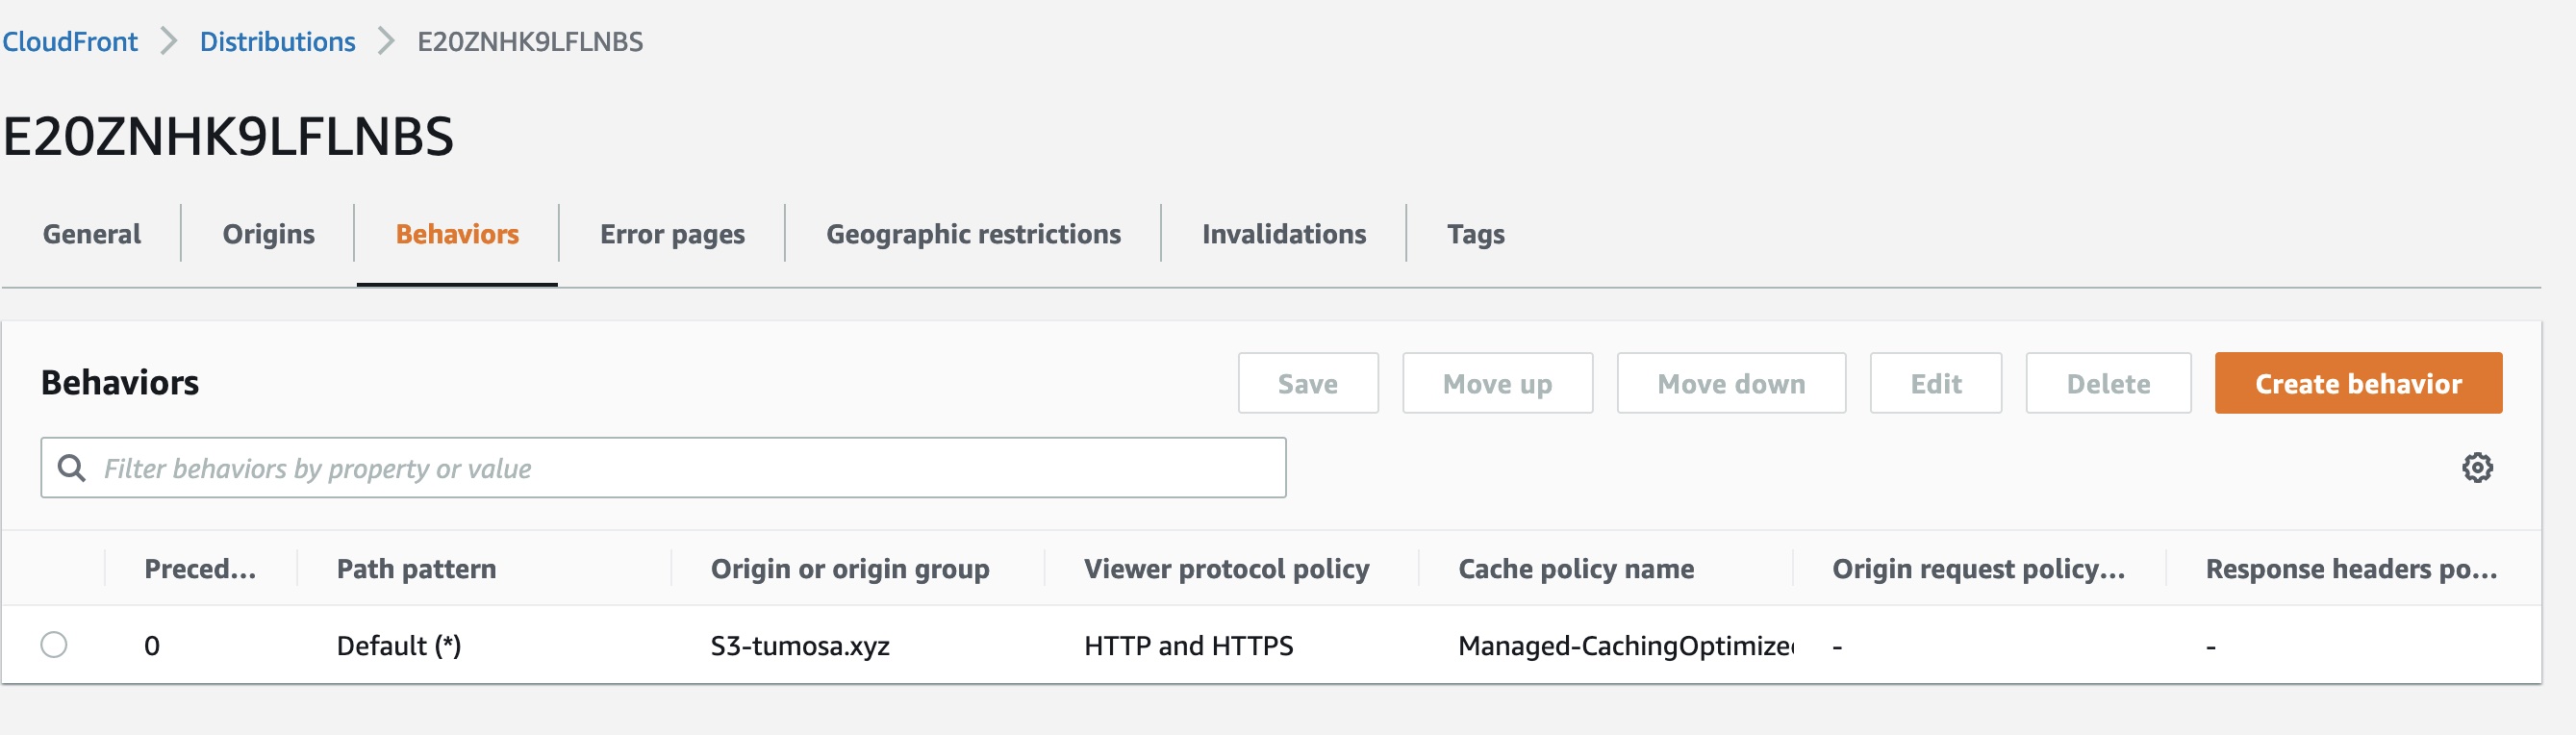 CloudFront > Distributions > E20ZNHK9LFLNBS
E20ZNHK9LFLNBS
General Origins Behaviors Error pages Geographic restrictions Invalidations Tags
Behaviors Save Move up Move down Edit Delete Create behavior
Filter behaviors by property or value
Preced... Path pattern Origin or origin group Viewer protocol policy Cache policy name Origin request policy... Response headers po...
0 Default (*) S3-tumosa.xyz HTTP and HTTPS Managed-CachingOptimized - -